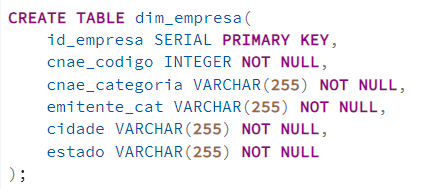 CREATE TABLE dim_empresa(
    id_empresa SERIAL PRIMARY KEY,
    cnae_codigo INTEGER NOT NULL,
    cnae_categoria VARCHAR(255) NOT NULL,
    emitente_cat VARCHAR(255) NOT NULL,
    cidade VARCHAR(255) NOT NULL,
    estado VARCHAR(255) NOT NULL
);